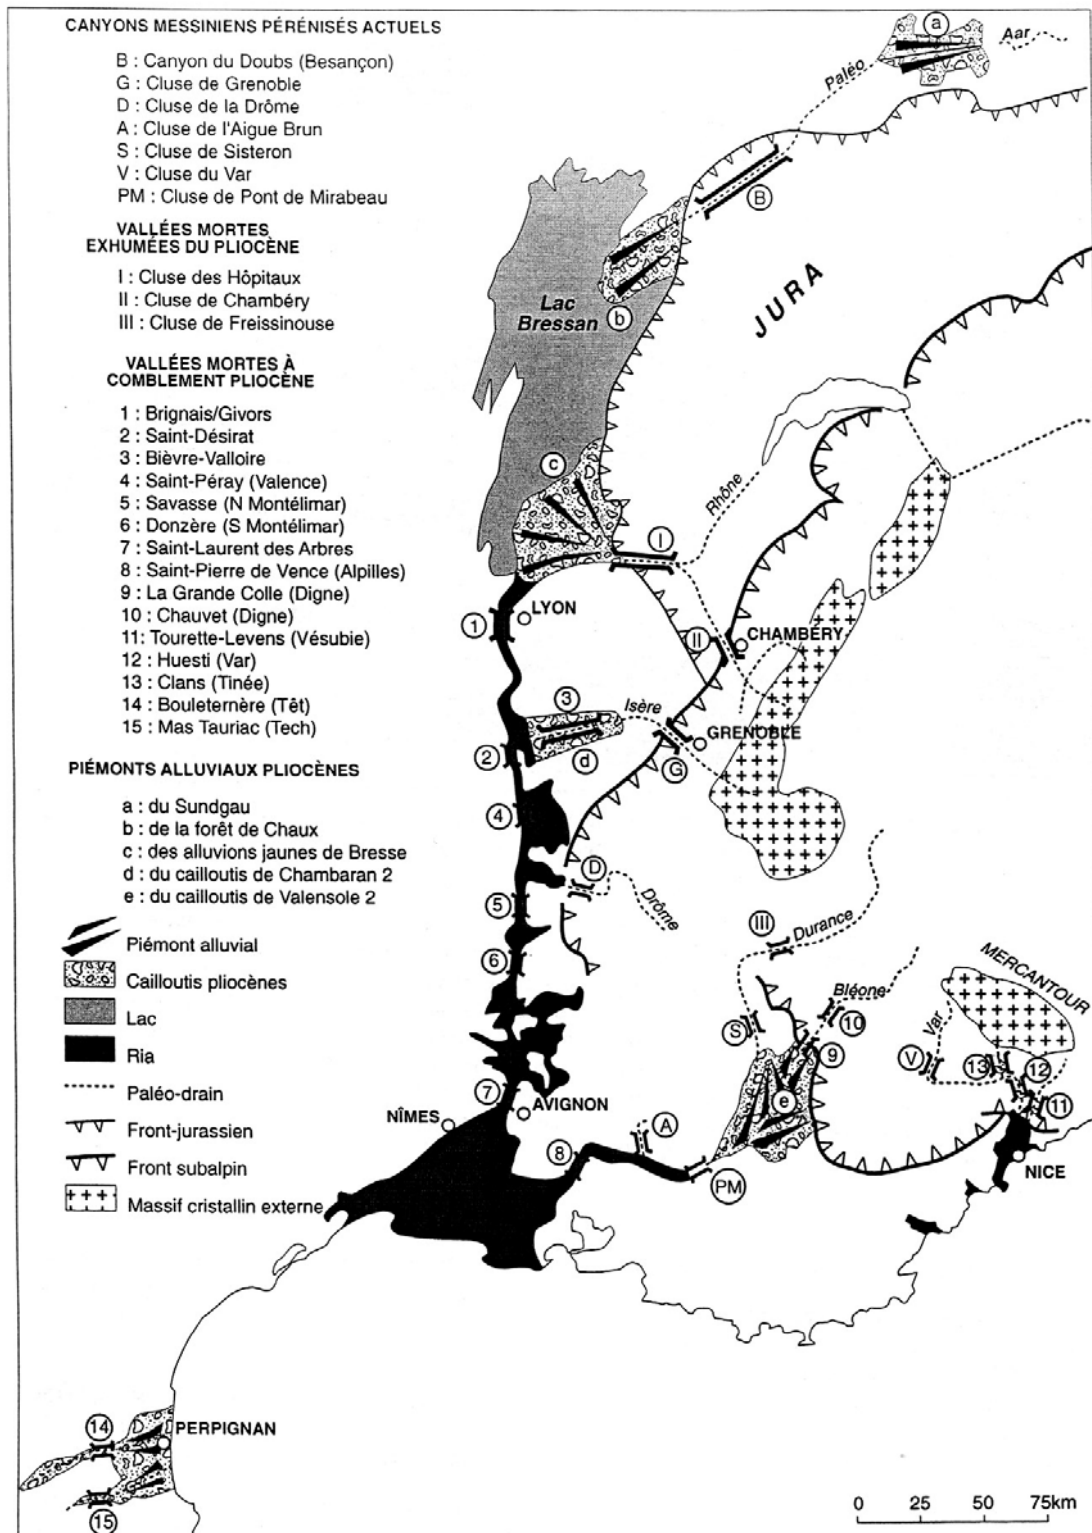 CANYONS MESSINIENS PÉRÉNISÉS ACTUELS
B : Canyon du Doubs (Besançon)
G : Cluse de Grenoble
D : Cluse de la Drôme
A : Cluse de l'Aigue Brun
S : Cluse de Sisteron
V : Cluse du Var
PM : Cluse de Pont de Mirabeau
VALLÉES MORTES
EXHUMÉES DU PLIOCÈNE
I : Cluse des Hôpitaux
II : Cluse de Chambéry
III : Cluse de Freissinouse
VALLÉES MORTES À
COMBLEMENT PLIOCÈNE
1 : Brignais/Givors
2 : Saint-Désirat
3 : Bièvre-Valloire
4 : Saint-Péray (Valence)
5 : Savasse (N Montélimar)
6 : Donzère (S Montélimar)
7 : Saint-Laurent des Arbres
8 : Saint-Pierre de Vence (Alpilles)
9 : La Grande Colle (Digne)
10 : Chauvet (Digne)
11 : Tourette-Levens (Vésubie)
12 : Huesti (Var)
13 : Clans (Tinée)
14 : Bouleternère (Têt)
15 : Mas Tauriac (Tech)
PIÉMONTS ALLUVIAUX PLIOCÈNES
a : du Sundgau
b : de la forêt de Chaux
c : des alluvions jaunes de Bresse
d : du cailloutis de Chambaran 2
e : du cailloutis de Valensole 2
Piémont alluvial
Cailloutis pliocènes
Lac
Ria
Paléo-drain
Front-jurassien
Front subalpin
Massif cristallin externe
a
Aar
Paléo
B
JURA
Lac
Bressan
b
c
Rhône
I
LYON
1
II
CHAMBÉRY
3
Isère
GRENOBLE
2
d
G
4
D
Drôme
5
III
Durance
6
MERCANTOUR
Bléone
S
10
Var
9
V
13
12
11
7
e
NÎMES
AVIGNON
A
8
PM
NICE
14
PERPIGNAN
15
0 25 50 75km